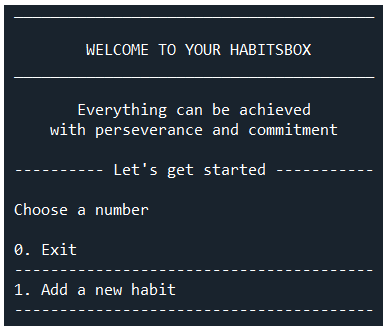 WELCOME TO YOUR HABITSBOX
Everything can be achieved
with perseverance and commitment
---------- Let's get started -----------
Choose a number
0. Exit
----------------------------------------
1. Add a new habit
----------------------------------------